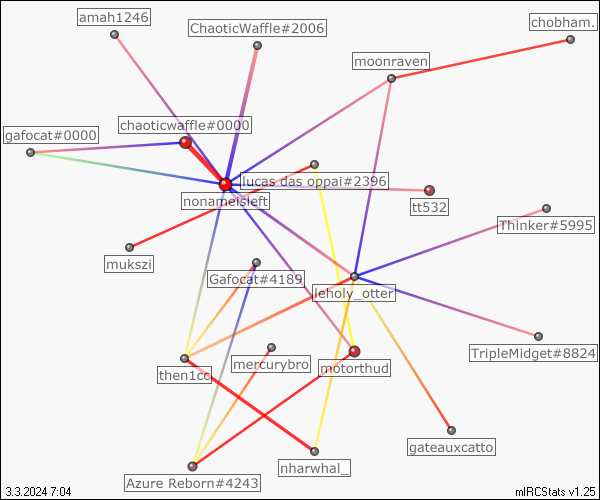 amah1246
ChaoticWaffle#2006
chobham.
moonraven
chaoticwaffle#0000
gafocat#0000
lucas das oppai#2396
nonameisleft
tt532
Thinker#5995
mukszi
Gafocat#4189
leholy_otter
TripleMidget#8824
mercurybro
motorthud
then1cc
gateauxcatto
nharwhal_
Azure Reborn#4243
3.3.2024 7:04
mIRCStats v1.25